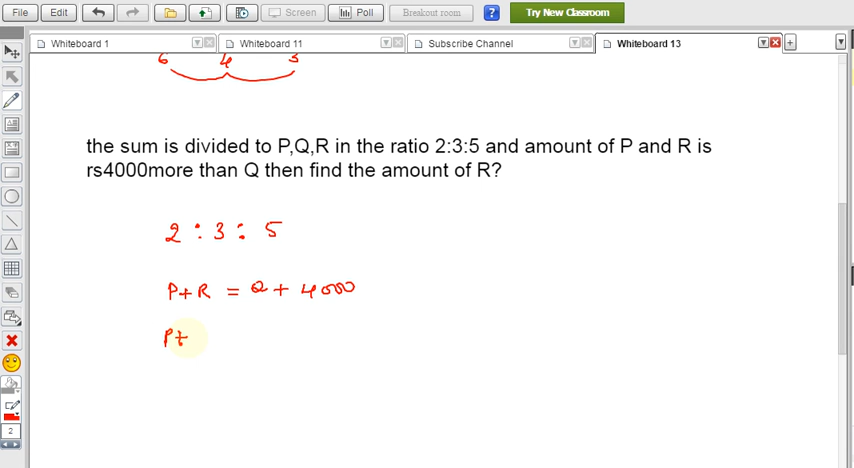 File Edit Screen Poll Breakout room ? Try New Classroom
Whiteboard 1 Whiteboard 11 Subscribe Channel Whiteboard 13 +
6 4 3
the sum is divided to P,Q,R in the ratio 2:3:5 and amount of P and R is
rs4000more than Q then find the amount of R?
2 : 3 : 5
P+R = Q + 4000
P+
2